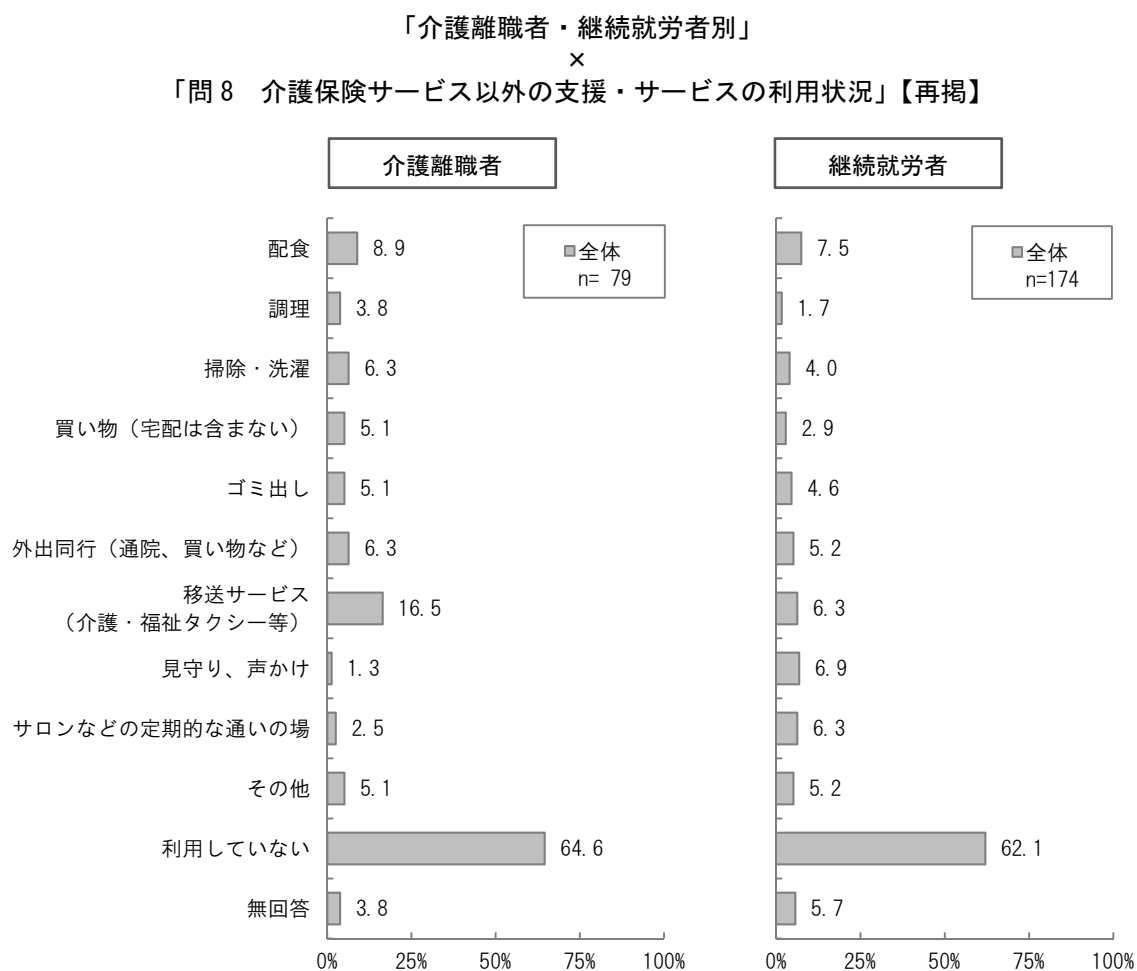 「介護離職者・継続就労者別」
×
「問８　介護保険サービス以外の支援・サービスの利用状況」【再掲】
介護離職者
継続就労者
全体
n= 79
全体
n=174
配食 8.9 7.5
調理 3.8 1.7
掃除・洗濯 6.3 4.0
買い物（宅配は含まない） 5.1 2.9
ゴミ出し 5.1 4.6
外出同行（通院、買い物など） 6.3 5.2
移送サービス
（介護・福祉タクシー等） 16.5 6.3
見守り、声かけ 1.3 6.9
サロンなどの定期的な通いの場 2.5 6.3
その他 5.1 5.2
利用していない 64.6 62.1
無回答 3.8 5.7
0% 25% 50% 75% 100% 0% 25% 50% 75% 100%